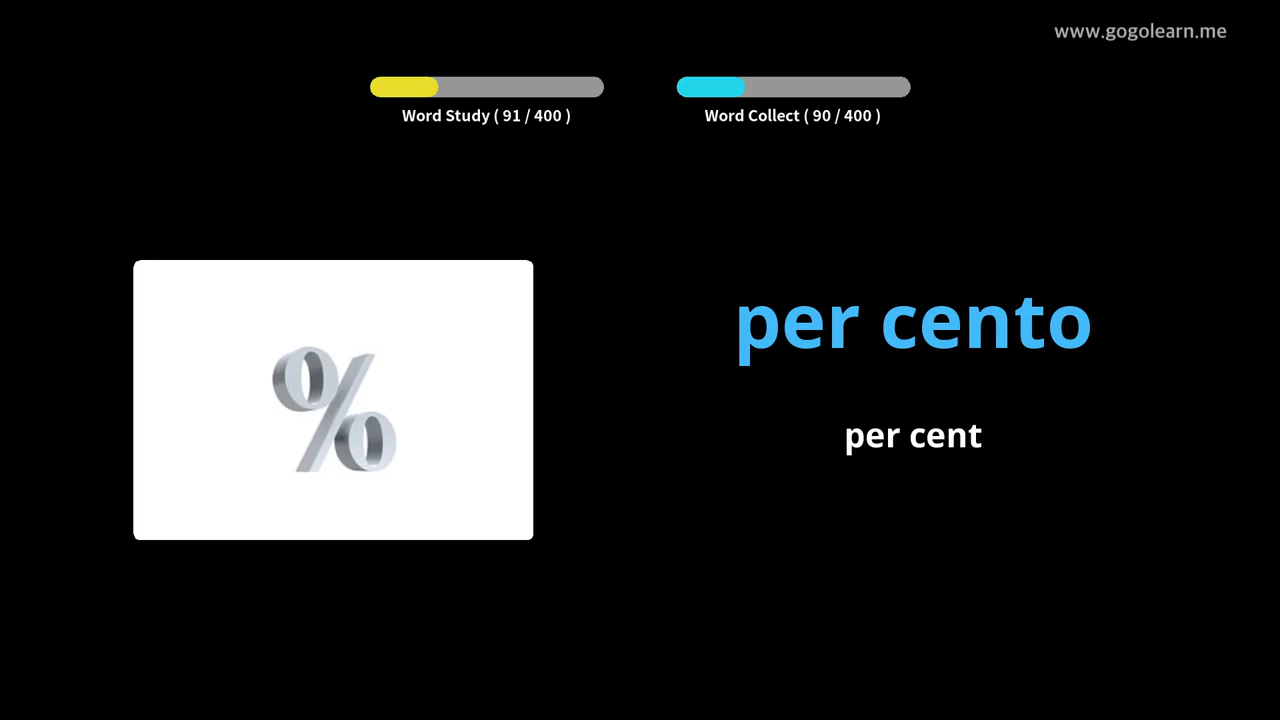 www.gogolearn.me
Word Study ( 91 / 400 )
Word Collect ( 90 / 400 )
%
per cento
per cent